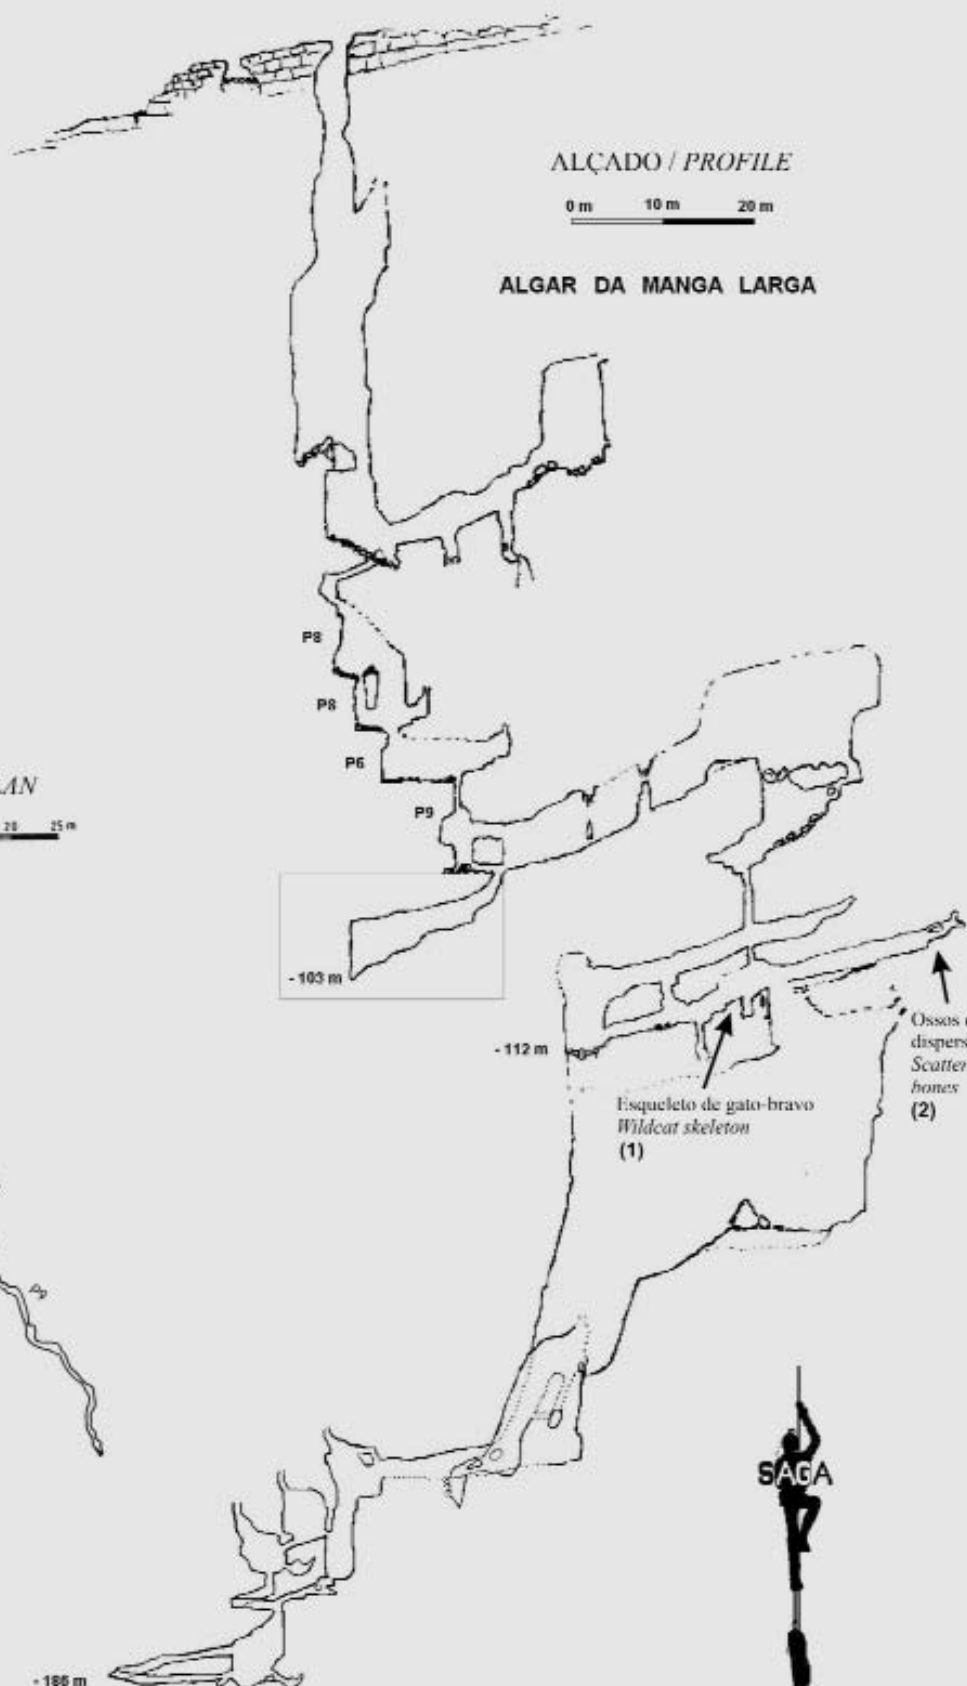 ALÇADO / PROFILE
0 m 10 m 20 m
ALGAR DA MANGA LARGA
P8
P8
P6
P9
AN
20 25 m
- 103 m
- 112 m
Esqueleto de gato-bravo
Wildcat skeleton
(1)
Ossos
dispers
Scatter
bones
(2)
SAGA
- 186 m